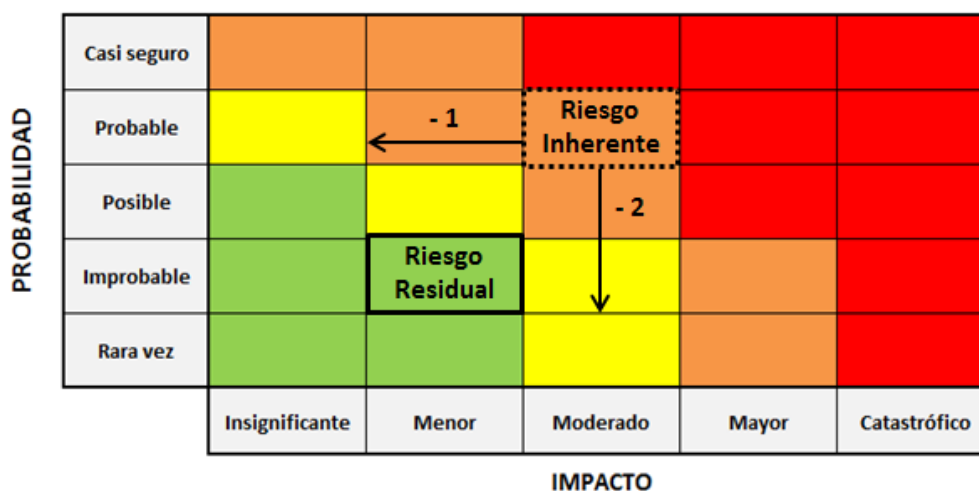 PROBABILIDAD
Casi seguro
Probable
- 1
Riesgo
Inherente
Posible
- 2
Improbable
Riesgo
Residual
Rara vez
Insignificante
Menor
Moderado
Mayor
Catastrófico
IMPACTO